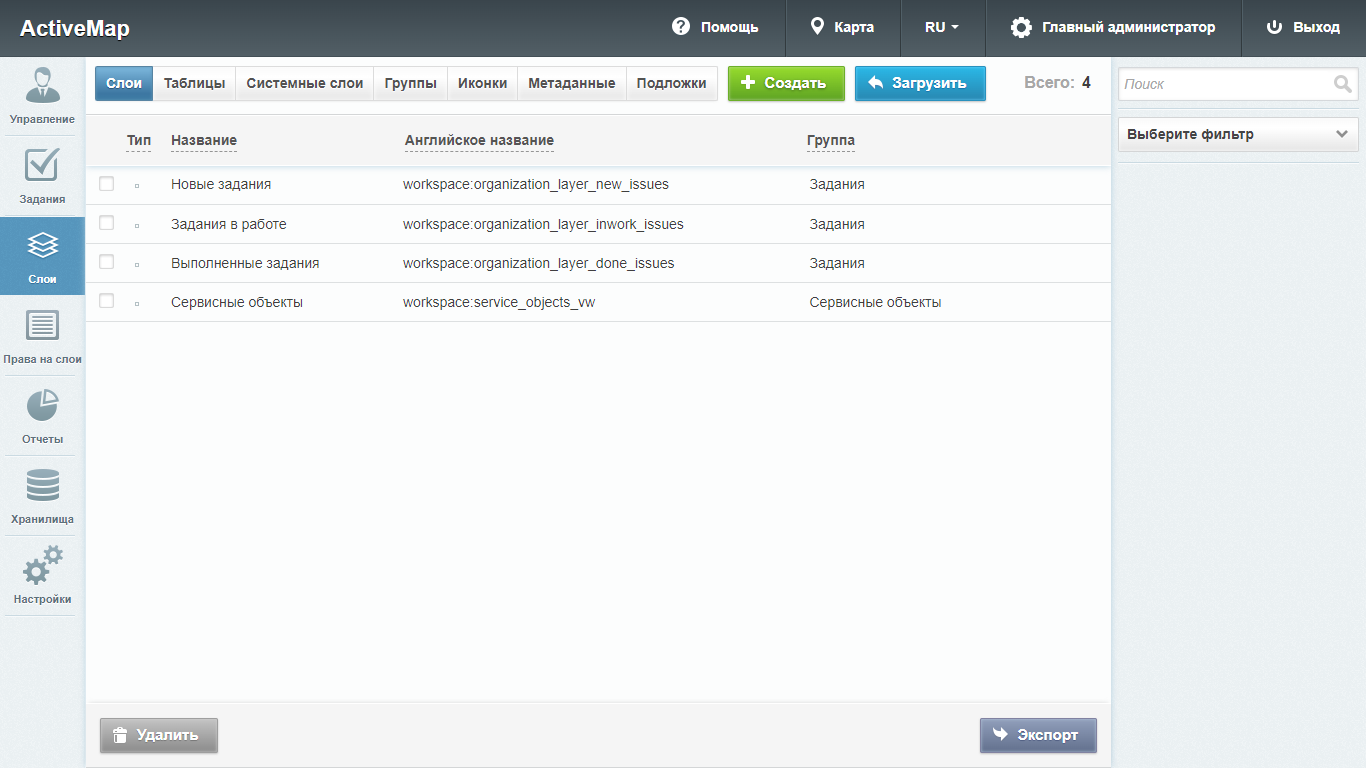 ActiveMap
Помощь
Карта
RU
Главный администратор
Выход
Управление
Задания
Слои
Права на слои
Отчеты
Хранилища
Настройки
Слои Таблицы Системные слои Группы Иконки Метаданные Подложки
Создать
Загрузить
Всего: 4
Тип Название Английское название Группа
Новые задания workspace:organization_layer_new_issues Задания
Задания в работе workspace:organization_layer_inwork_issues Задания
Выполненные задания workspace:organization_layer_done_issues Задания
Сервисные объекты workspace:service_objects_vw Сервисные объекты
Удалить
Экспорт
Поиск
Выберите фильтр